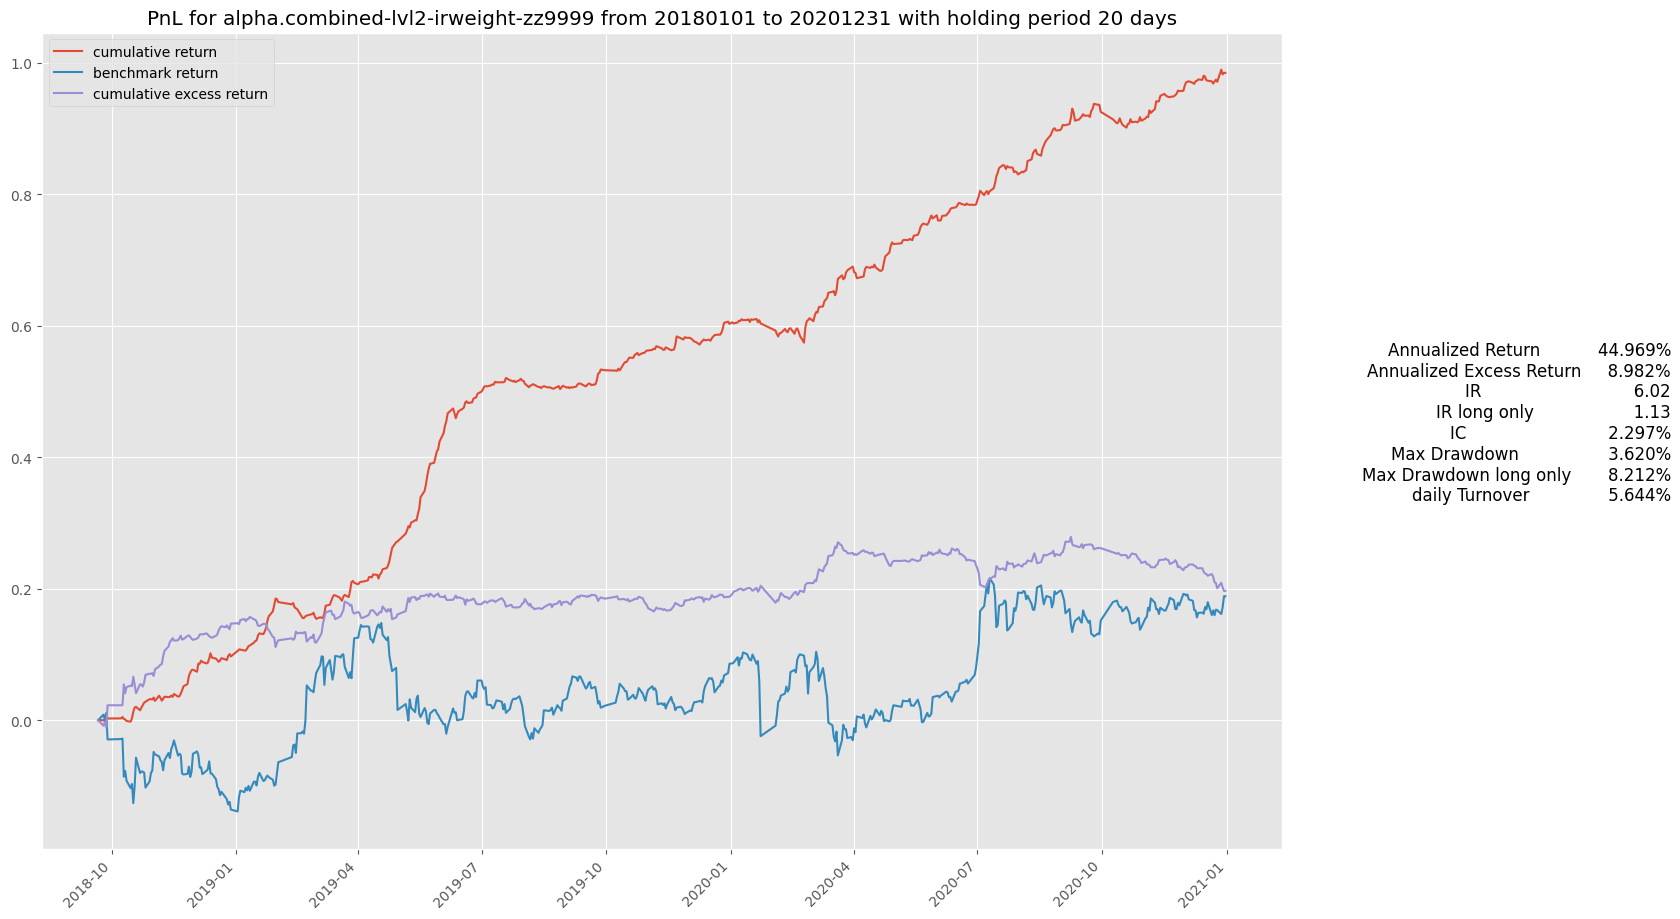 PnL for alpha.combined-lvl2-irweight-zz9999 from 20180101 to 20201231 with holding period 20 days
cumulative return
benchmark return
cumulative excess return
1.0
0.8
0.6
0.4
0.2
0.0
2018-10
2019-01
2019-04
2019-07
2019-10
2020-01
2020-04
2020-07
2020-10
2021-01
Annualized Return 44.969%
Annualized Excess Return 8.982%
IR 6.02
IR long only 1.13
IC 2.297%
Max Drawdown 3.620%
Max Drawdown long only 8.212%
daily Turnover 5.644%